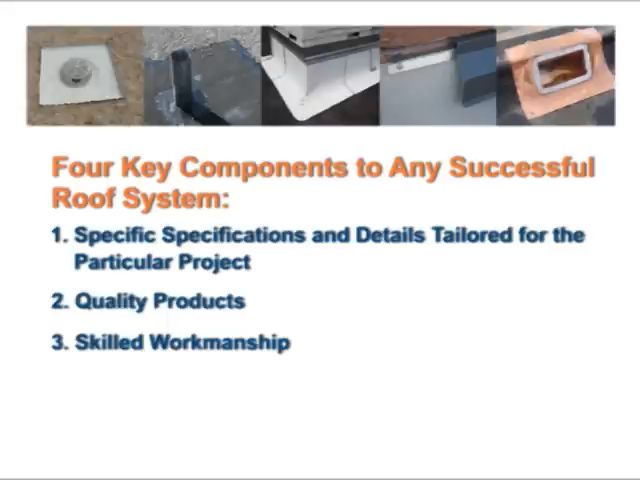 Four Key Components to Any Successful
Roof System:
1. Specific Specifications and Details Tailored for the
Particular Project
2. Quality Products
3. Skilled Workmanship